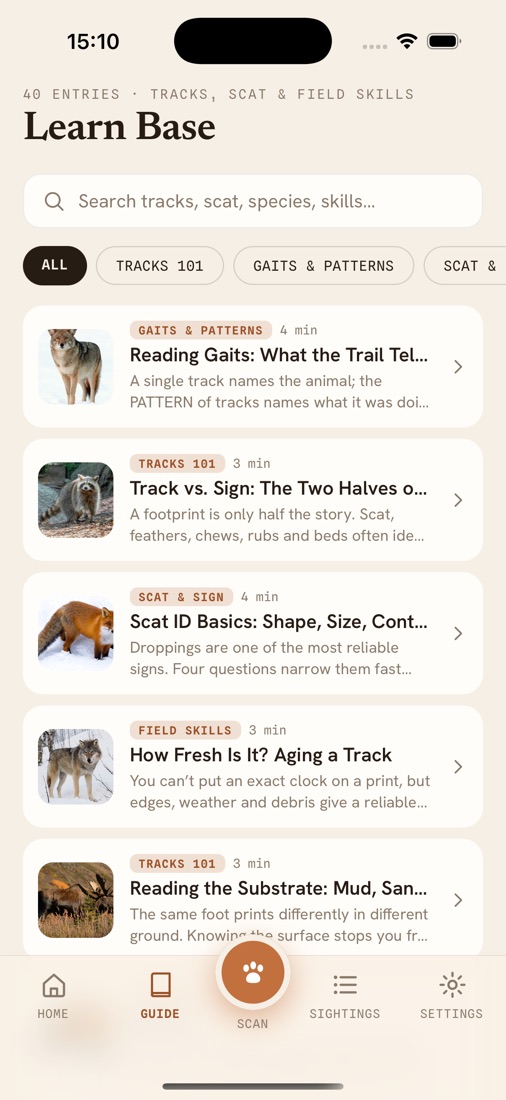 15:10
40 ENTRIES · TRACKS, SCAT & FIELD SKILLS
Learn Base
Search tracks, scat, species, skills...
ALL
TRACKS 101
GAITS & PATTERNS
SCAT &
GAITS & PATTERNS 4 min
Reading Gaits: What the Trail Tel...
A single track names the animal; the
PATTERN of tracks names what it was doi...
TRACKS 101 3 min
Track vs. Sign: The Two Halves o...
A footprint is only half the story. Scat,
feathers, chews, rubs and beds often ide...
SCAT & SIGN 4 min
Scat ID Basics: Shape, Size, Cont...
Droppings are one of the most reliable
signs. Four questions narrow them fast...
FIELD SKILLS 3 min
How Fresh Is It? Aging a Track
You can’t put an exact clock on a print, but
edges, weather and debris give a reliable...
TRACKS 101 3 min
Reading the Substrate: Mud, San...
The same foot prints differently in different
ground. Knowing the surface stops you fr...
HOME
GUIDE
SCAN
SIGHTINGS
SETTINGS